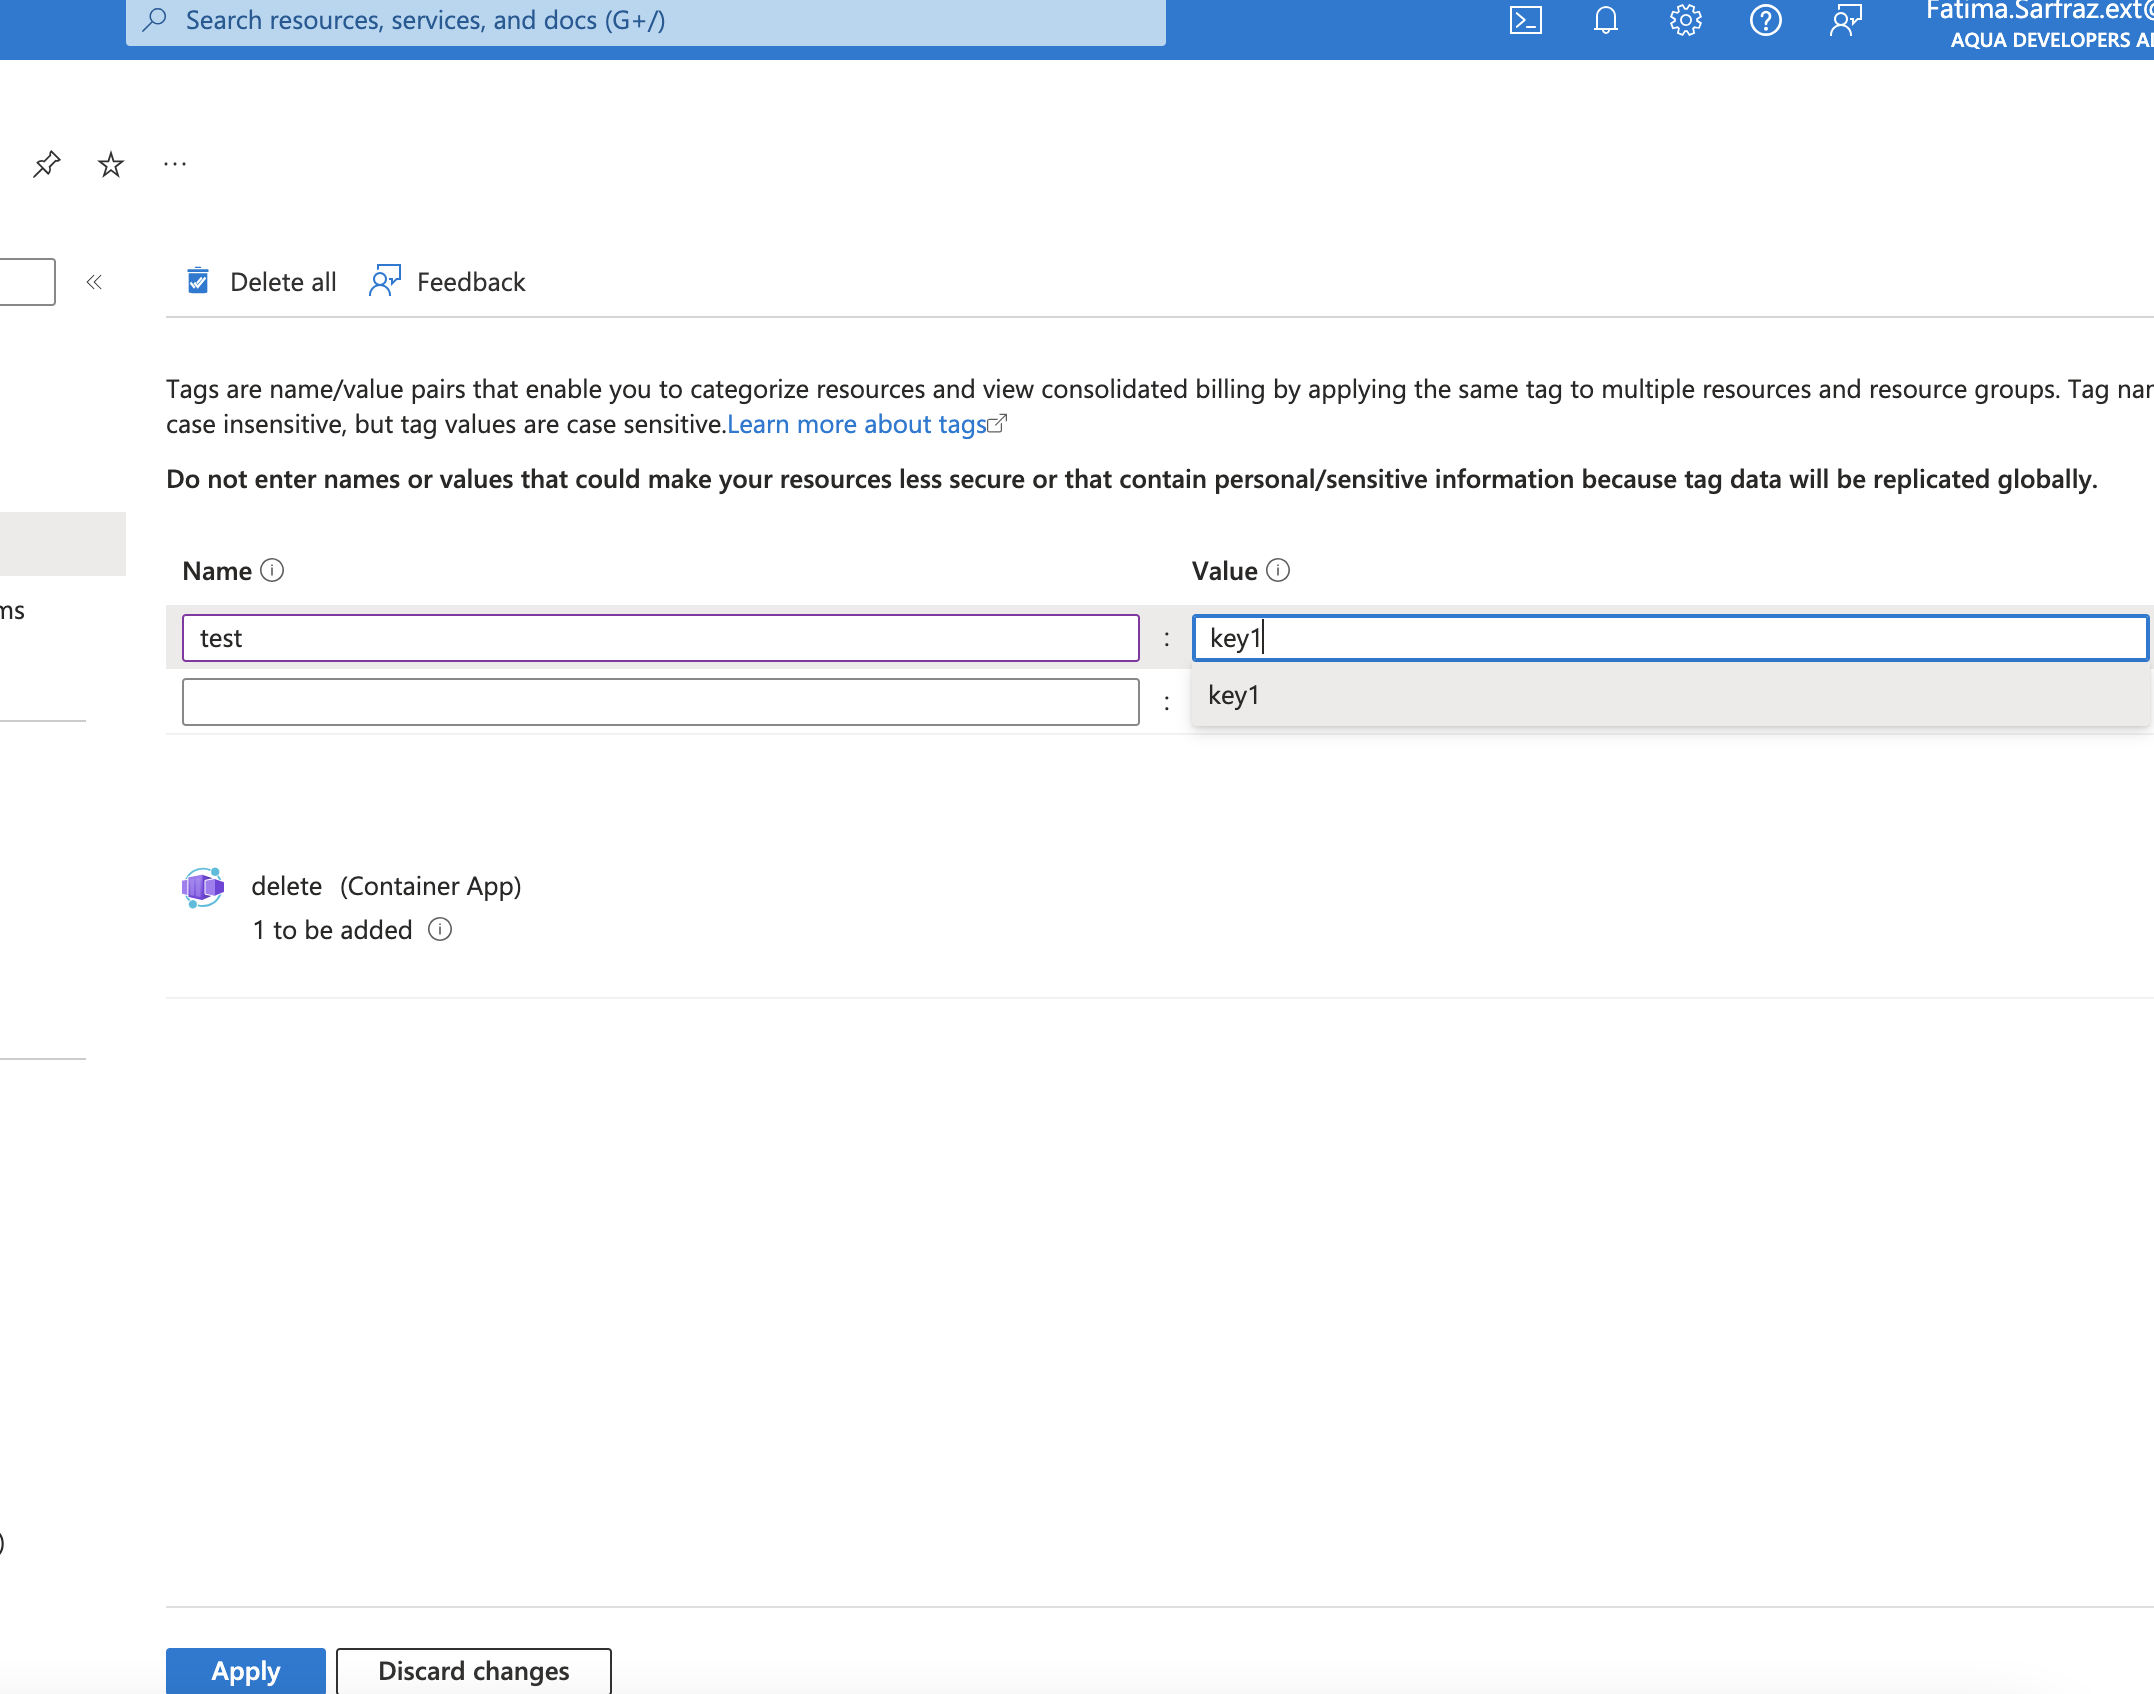 Search resources, services, and docs (G+/)
Fatima.Sarfraz.ext@
AQUA DEVELOPERS
...
«
Delete all
Feedback
Tags are name/value pairs that enable you to categorize resources and view consolidated billing by applying the same tag to multiple resources and resource groups. Tag
case insensitive, but tag values are case sensitive.Learn more about tags
Do not enter names or values that could make your resources less secure or that contain personal/sensitive information because tag data will be replicated globally.
Name
Value
ms
test : key1
: key1
delete (Container App)
1 to be added
)
Apply
Discard changes